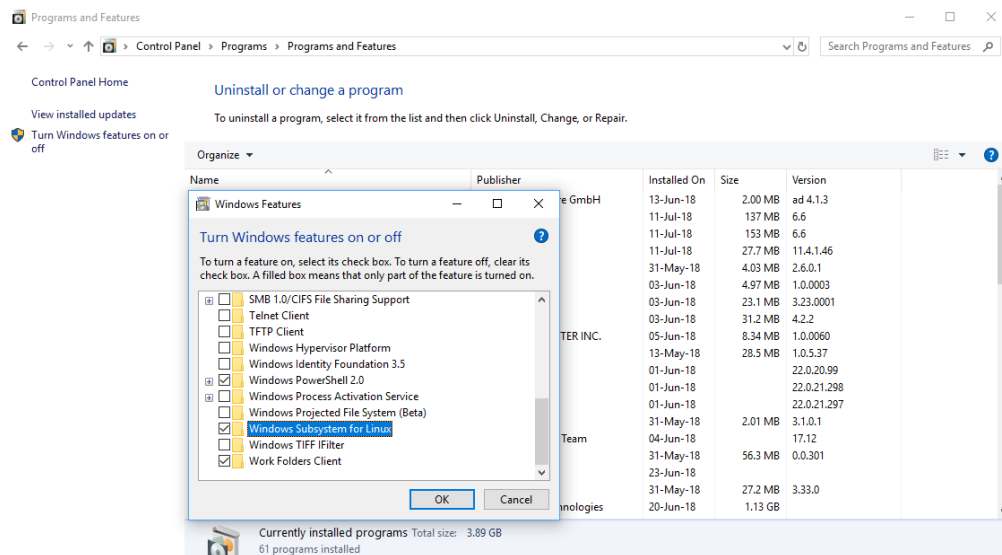 Programs and Features
Control Panel › Programs › Programs and Features
Search Programs and Features
Control Panel Home
View installed updates
Turn Windows features on or
off
Uninstall or change a program
To uninstall a program, select it from the list and then click Uninstall, Change, or Repair.
Organize
Name Publisher Installed On Size Version
re GmbH 13-Jun-18 2.00 MB ad 4.1.3
11-Jul-18 137 MB 6.6
11-Jul-18 153 MB 6.6
11-Jul-18 27.7 MB 11.4.1.46
31-May-18 4.03 MB 2.6.0.1
03-Jun-18 4.97 MB 1.0.0003
03-Jun-18 23.1 MB 3.23.0001
03-Jun-18 31.2 MB 4.2.2
TER INC. 05-Jun-18 8.34 MB 1.0.0060
13-May-18 28.5 MB 1.0.5.37
01-Jun-18 22.0.20.99
01-Jun-18 22.0.21.298
01-Jun-18 22.0.21.297
31-May-18 2.01 MB 3.1.0.1
Team 04-Jun-18 17.12
31-May-18 56.3 MB 0.0.301
23-Jun-18
31-May-18 27.2 MB 3.33.0
hnologies 20-Jun-18 1.13 GB
Windows Features
Turn Windows features on or off
To turn a feature on, select its check box. To turn a feature off, clear its
check box. A filled box means that only part of the feature is turned on.
SMB 1.0/CIFS File Sharing Support
Telnet Client
TFTP Client
Windows Hypervisor Platform
Windows Identity Foundation 3.5
Windows PowerShell 2.0
Windows Process Activation Service
Windows Projected File System (Beta)
Windows Subsystem for Linux
Windows TIFF IFilter
Work Folders Client
OK Cancel
Currently installed programs Total size: 3.89 GB
61 programs installed